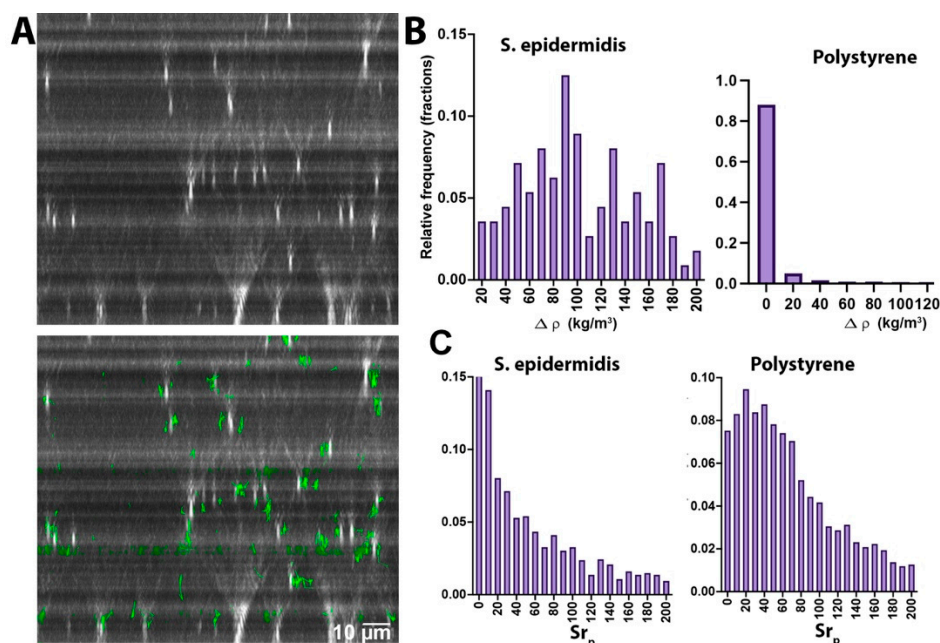 A
B
S. epidermidis
Polystyrene
Relative frequency (fractions)
0.15
0.10
0.05
0.00
20 40 60 80 100 120 140 160 180 200
Δ ρ (kg/m³)
1.0
0.8
0.6
0.4
0.2
0.0
0 20 40 60 80 100 120
Δ ρ (kg/m³)
C
S. epidermidis
Polystyrene
0.15
0.10
0.05
0.00
0 20 40 60 80 100 120 140 160 180 200
Srp
0.10
0.08
0.06
0.04
0.02
0.00
0 20 40 60 80 100 120 140 160 180 200
Srp
10 µm